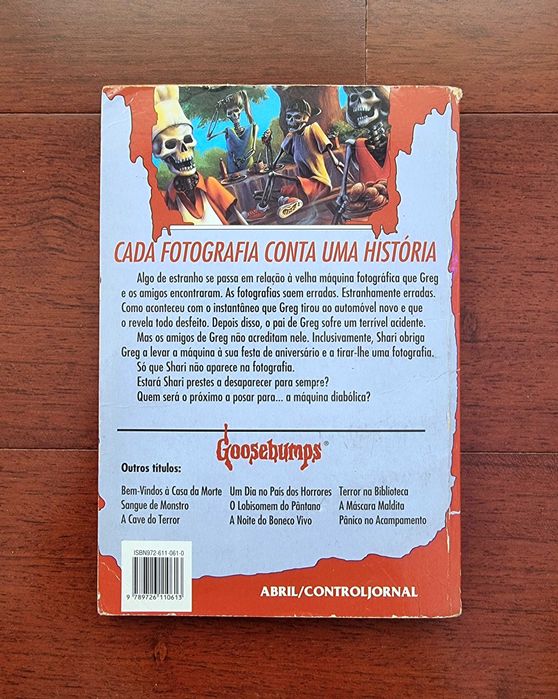 CADA FOTOGRAFIA CONTA UMA HISTÓRIA
Algo de estranho se passa em relação à velha máquina fotográfica que Greg
e os amigos encontraram. As fotografias saem erradas. Estranhamente erradas.
Como aconteceu com o instantâneo que Greg tirou ao automóvel novo e que
o revela todo desfeito. Depois disso, o pai de Greg sofre um terrível acidente.
Mas os amigos de Greg não acreditam nele. Inclusivamente, Shari obriga
Greg a levar a máquina à sua festa de aniversário e a tirar-lhe uma fotografia.
Só que Shari não aparece na fotografia.
Estará Shari prestes a desaparecer para sempre?
Quem será o próximo a posar para... a máquina diabólica?
Goosebumps®
Outros títulos:
Bem-Vindos à Casa da Morte
Sangue de Monstro
A Cave do Terror
Um Dia no País dos Horrores
O Lobisomem do Pântano
A Noite do Boneco Vivo
Terror na Biblioteca
A Máscara Maldita
Pânico no Acampamento
ISBN972-611-061-0
9 789726 110613
ABRIL/CONTROLJORNAL